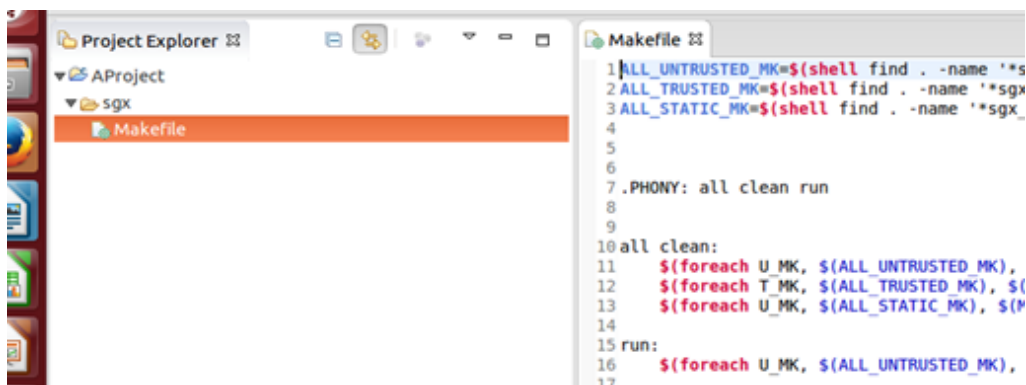 Project Explorer
AProject
sgx
Makefile
Makefile
1 ALL_UNTRUSTED_MK=$(shell find . -name '*s
2 ALL_TRUSTED_MK=$(shell find . -name '*sgx
3 ALL_STATIC_MK=$(shell find . -name '*sgx_
4
5
6
7 .PHONY: all clean run
8
9
10 all clean:
11 $(foreach U_MK, $(ALL_UNTRUSTED_MK),
12 $(foreach T_MK, $(ALL_TRUSTED_MK), $(
13 $(foreach U_MK, $(ALL_STATIC_MK), $(M
14
15 run:
16 $(foreach U_MK, $(ALL_UNTRUSTED_MK),
17